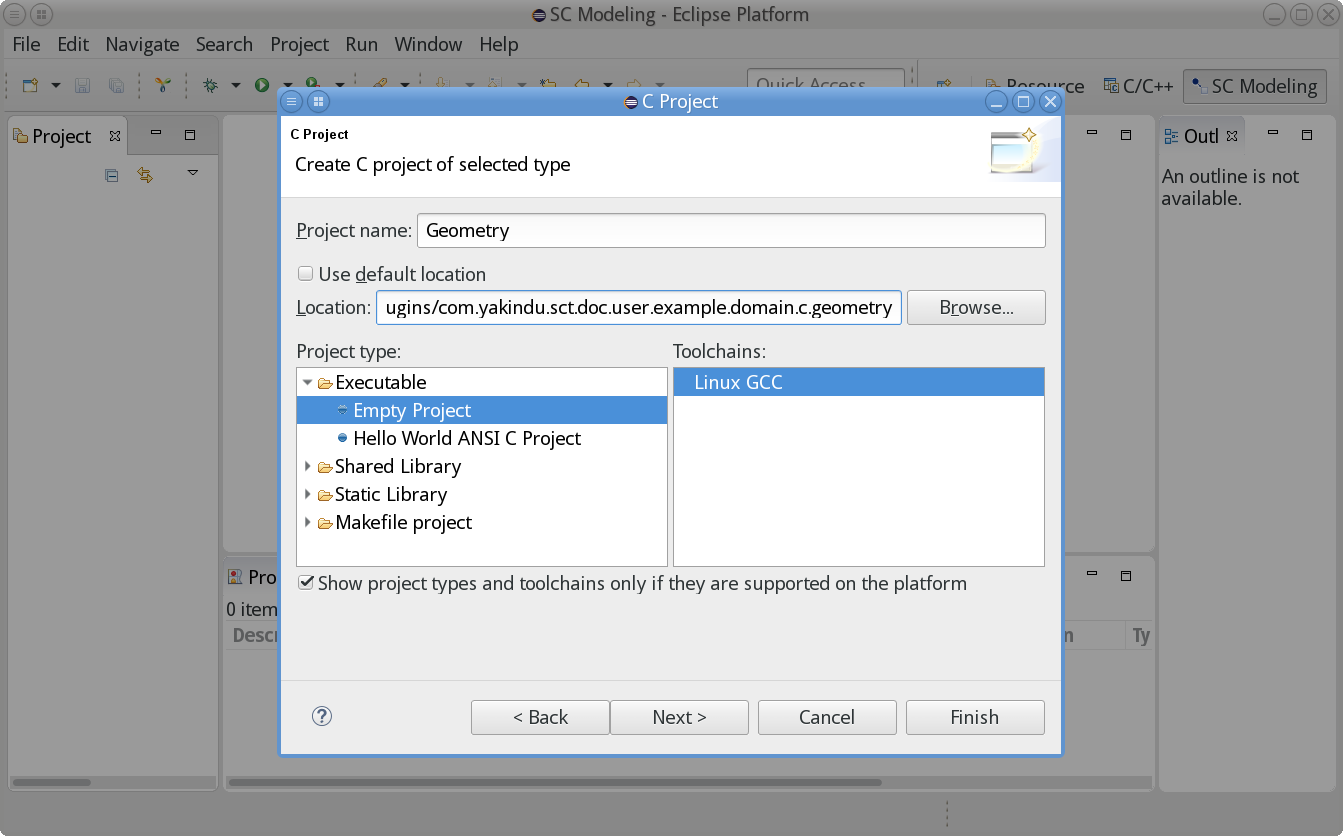 SC Modeling - Eclipse Platform
File Edit Navigate Search Project Run Window Help
Quick Access
Resource C/C++ SC Modeling
Project
Outl
An outline is not
available.
C Project
C Project
Create C project of selected type
Project name: Geometry
Use default location
Location: ugins/com.yakindu.sct.doc.user.example.domain.c.geometry Browse...
Project type: Toolchains:
Executable Linux GCC
Empty Project
Hello World ANSI C Project
Shared Library
Static Library
Makefile project
Show project types and toolchains only if they are supported on the platform
Pro
0 item
Descr n Ty
? < Back Next > Cancel Finish